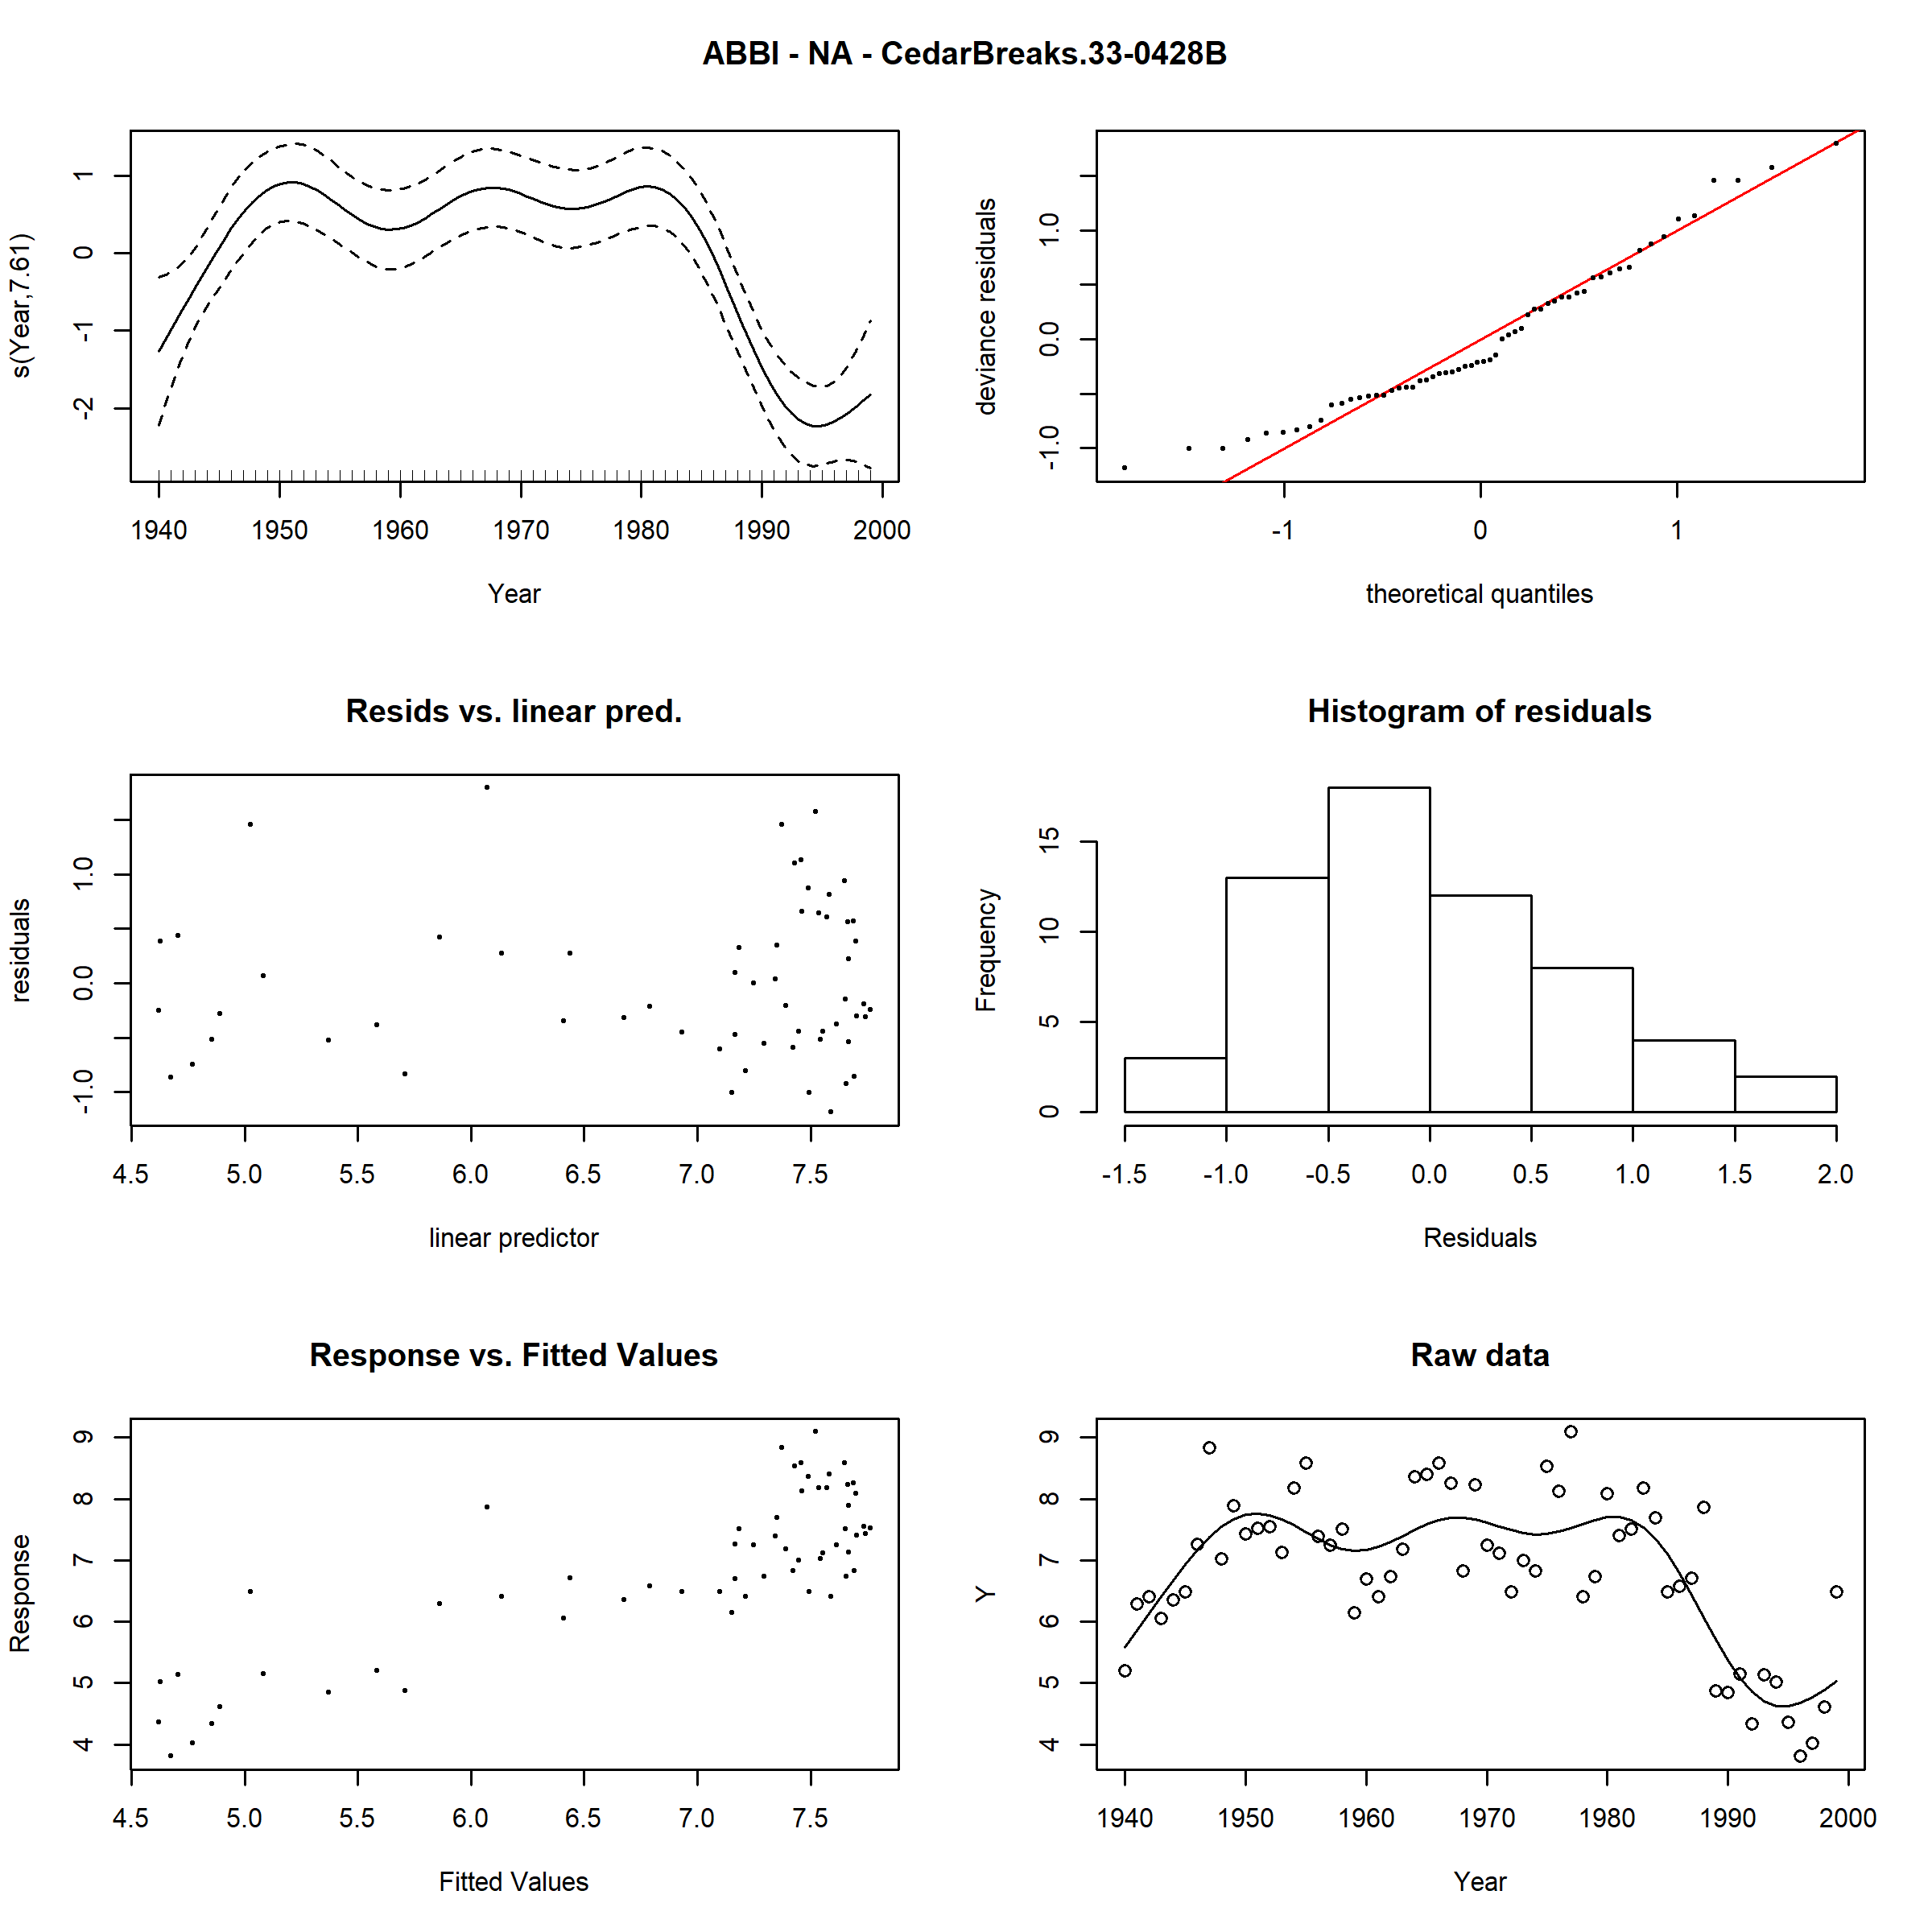 ABBI - NA - CedarBreaks.33-0428B
s(Year,7.61)
1
0
-1
-2
1940 1950 1960 1970 1980 1990 2000
Year
deviance residuals
1.0
0.0
-1.0
-1 0 1
theoretical quantiles
Resids vs. linear pred.
residuals
1.0
0.0
-1.0
4.5 5.0 5.5 6.0 6.5 7.0 7.5
linear predictor
Histogram of residuals
Frequency
15
10
5
0
-1.5 -1.0 -0.5 0.0 0.5 1.0 1.5 2.0
Residuals
Response vs. Fitted Values
Response
9
8
7
6
5
4
4.5 5.0 5.5 6.0 6.5 7.0 7.5
Fitted Values
Raw data
Y
9
8
7
6
5
4
1940 1950 1960 1970 1980 1990 2000
Year